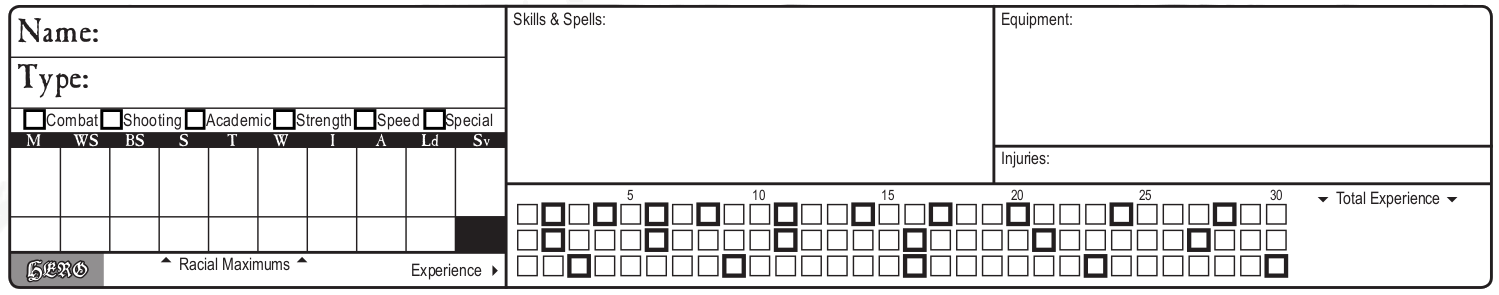 Name:
Type:
Combat Shooting Academic Strength Speed Special
M WS BS S T W I A Ld Sv
HERO
Racial Maximums
Experience
Skills & Spells:
Equipment:
Injuries:
5 10 15 20 25 30
Total Experience